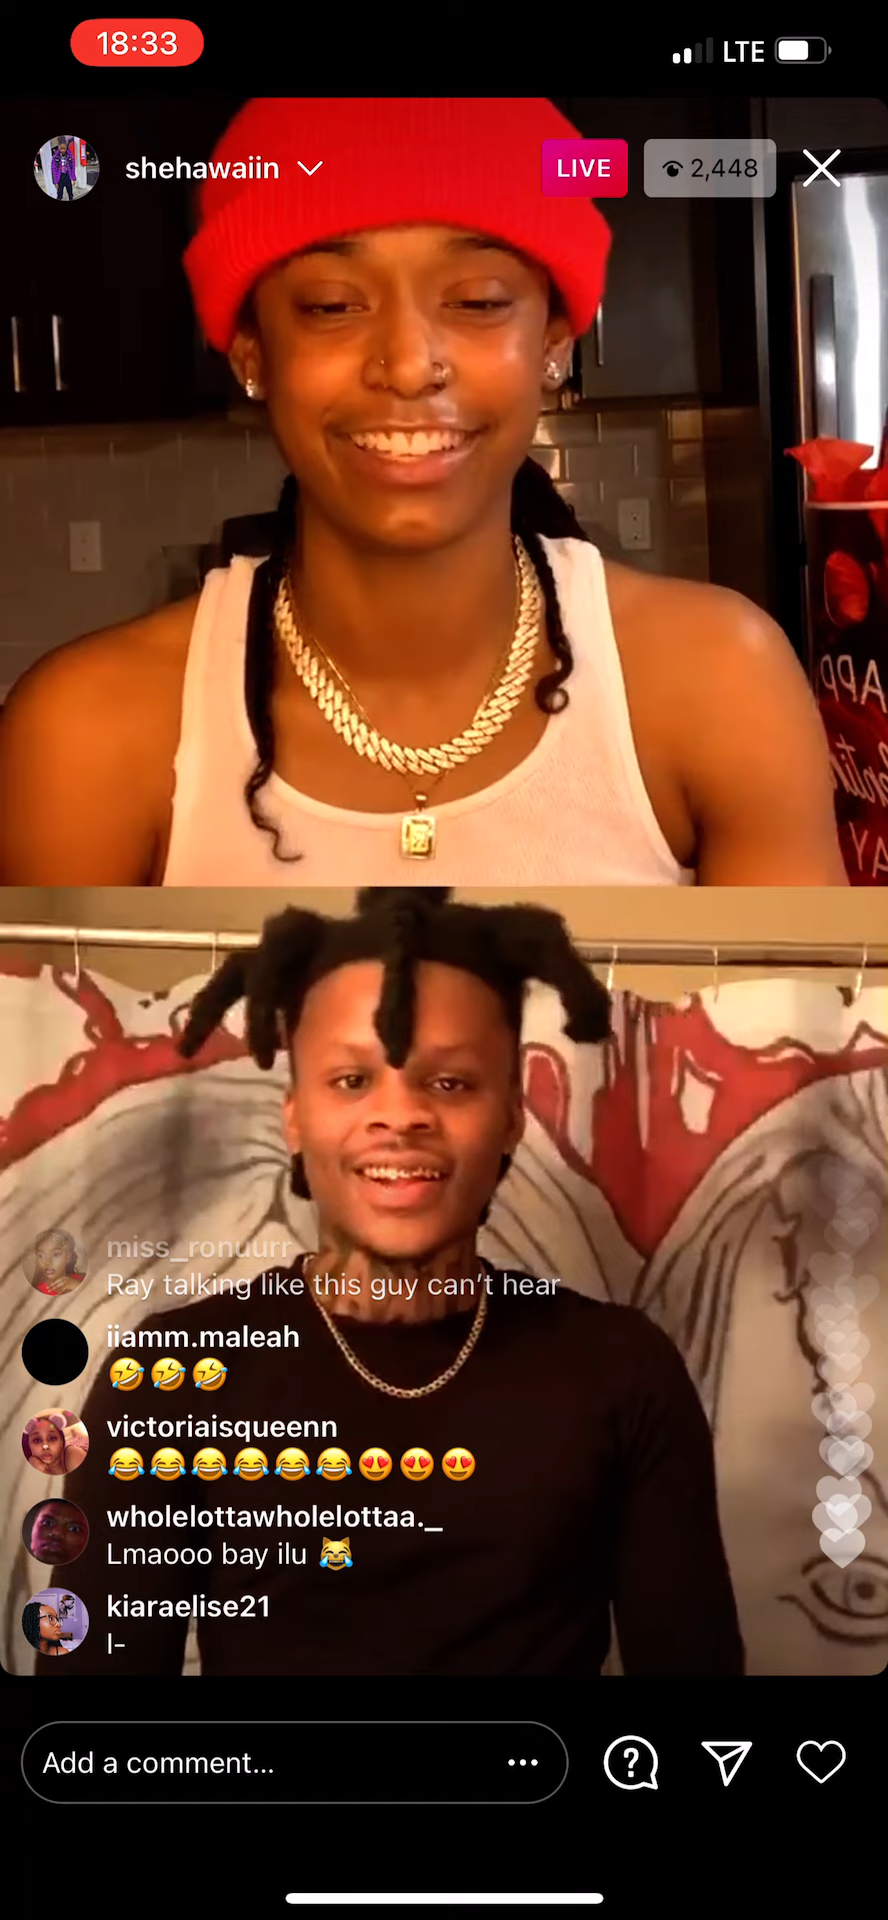 18:33
LTE
shehawaiin
LIVE
2,448
miss_ronuurr
Ray talking like this guy can't hear
iiamm.maleah
🤣🤣🤣
victoriaisqueenn
😂😂😂😂😂😂😍😍😍
wholelottawholelottaa._
Lmaooo bay ilu 😹
kiaraelise21
I-
Add a comment...